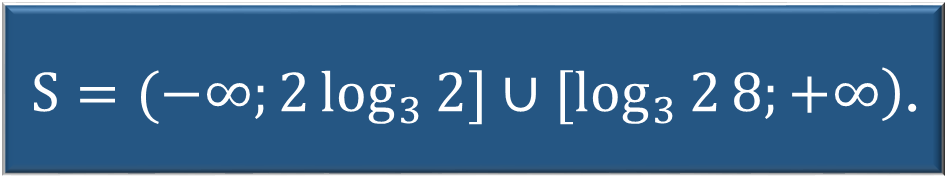 S = (−∞; 2 log₃ 2] ∪ [log₃ 2 8; +∞).